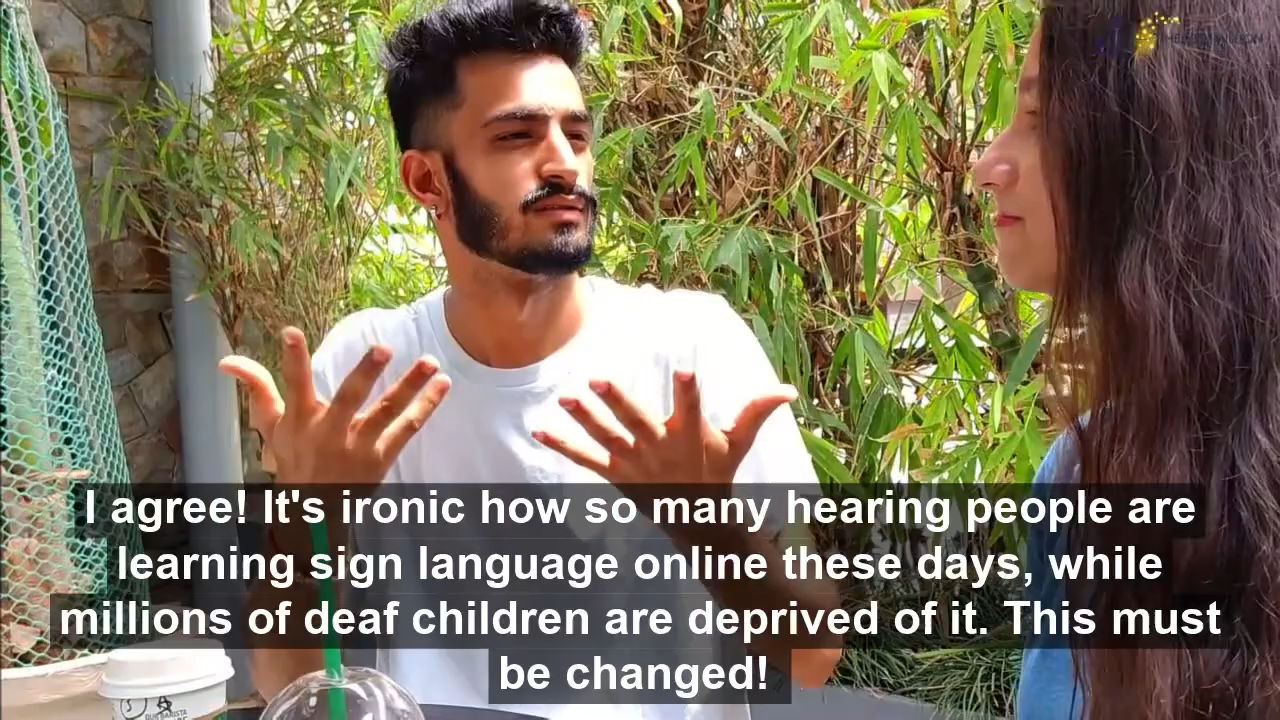 I agree! It's ironic how so many hearing people are
learning sign language online these days, while
millions of deaf children are deprived of it. This must
be changed!